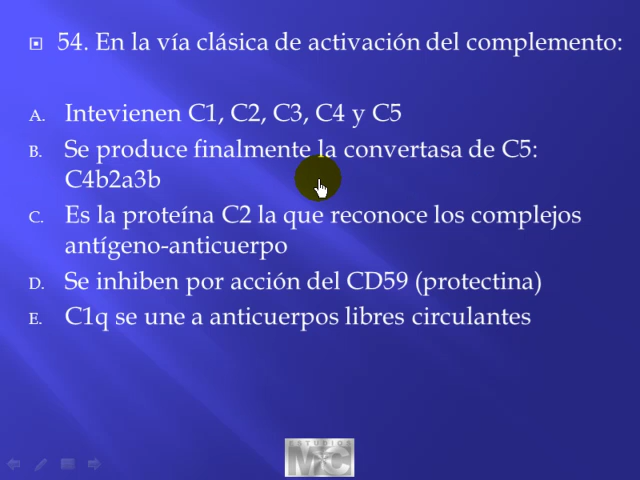 54. En la vía clásica de activación del complemento:
A. Intevienen C1, C2, C3, C4 y C5
B. Se produce finalmente la convertasa de C5:
C4b2a3b
C. Es la proteína C2 la que reconoce los complejos
antígeno-anticuerpo
D. Se inhiben por acción del CD59 (protectina)
E. C1q se une a anticuerpos libres circulantes
ESTUDIOS
MC